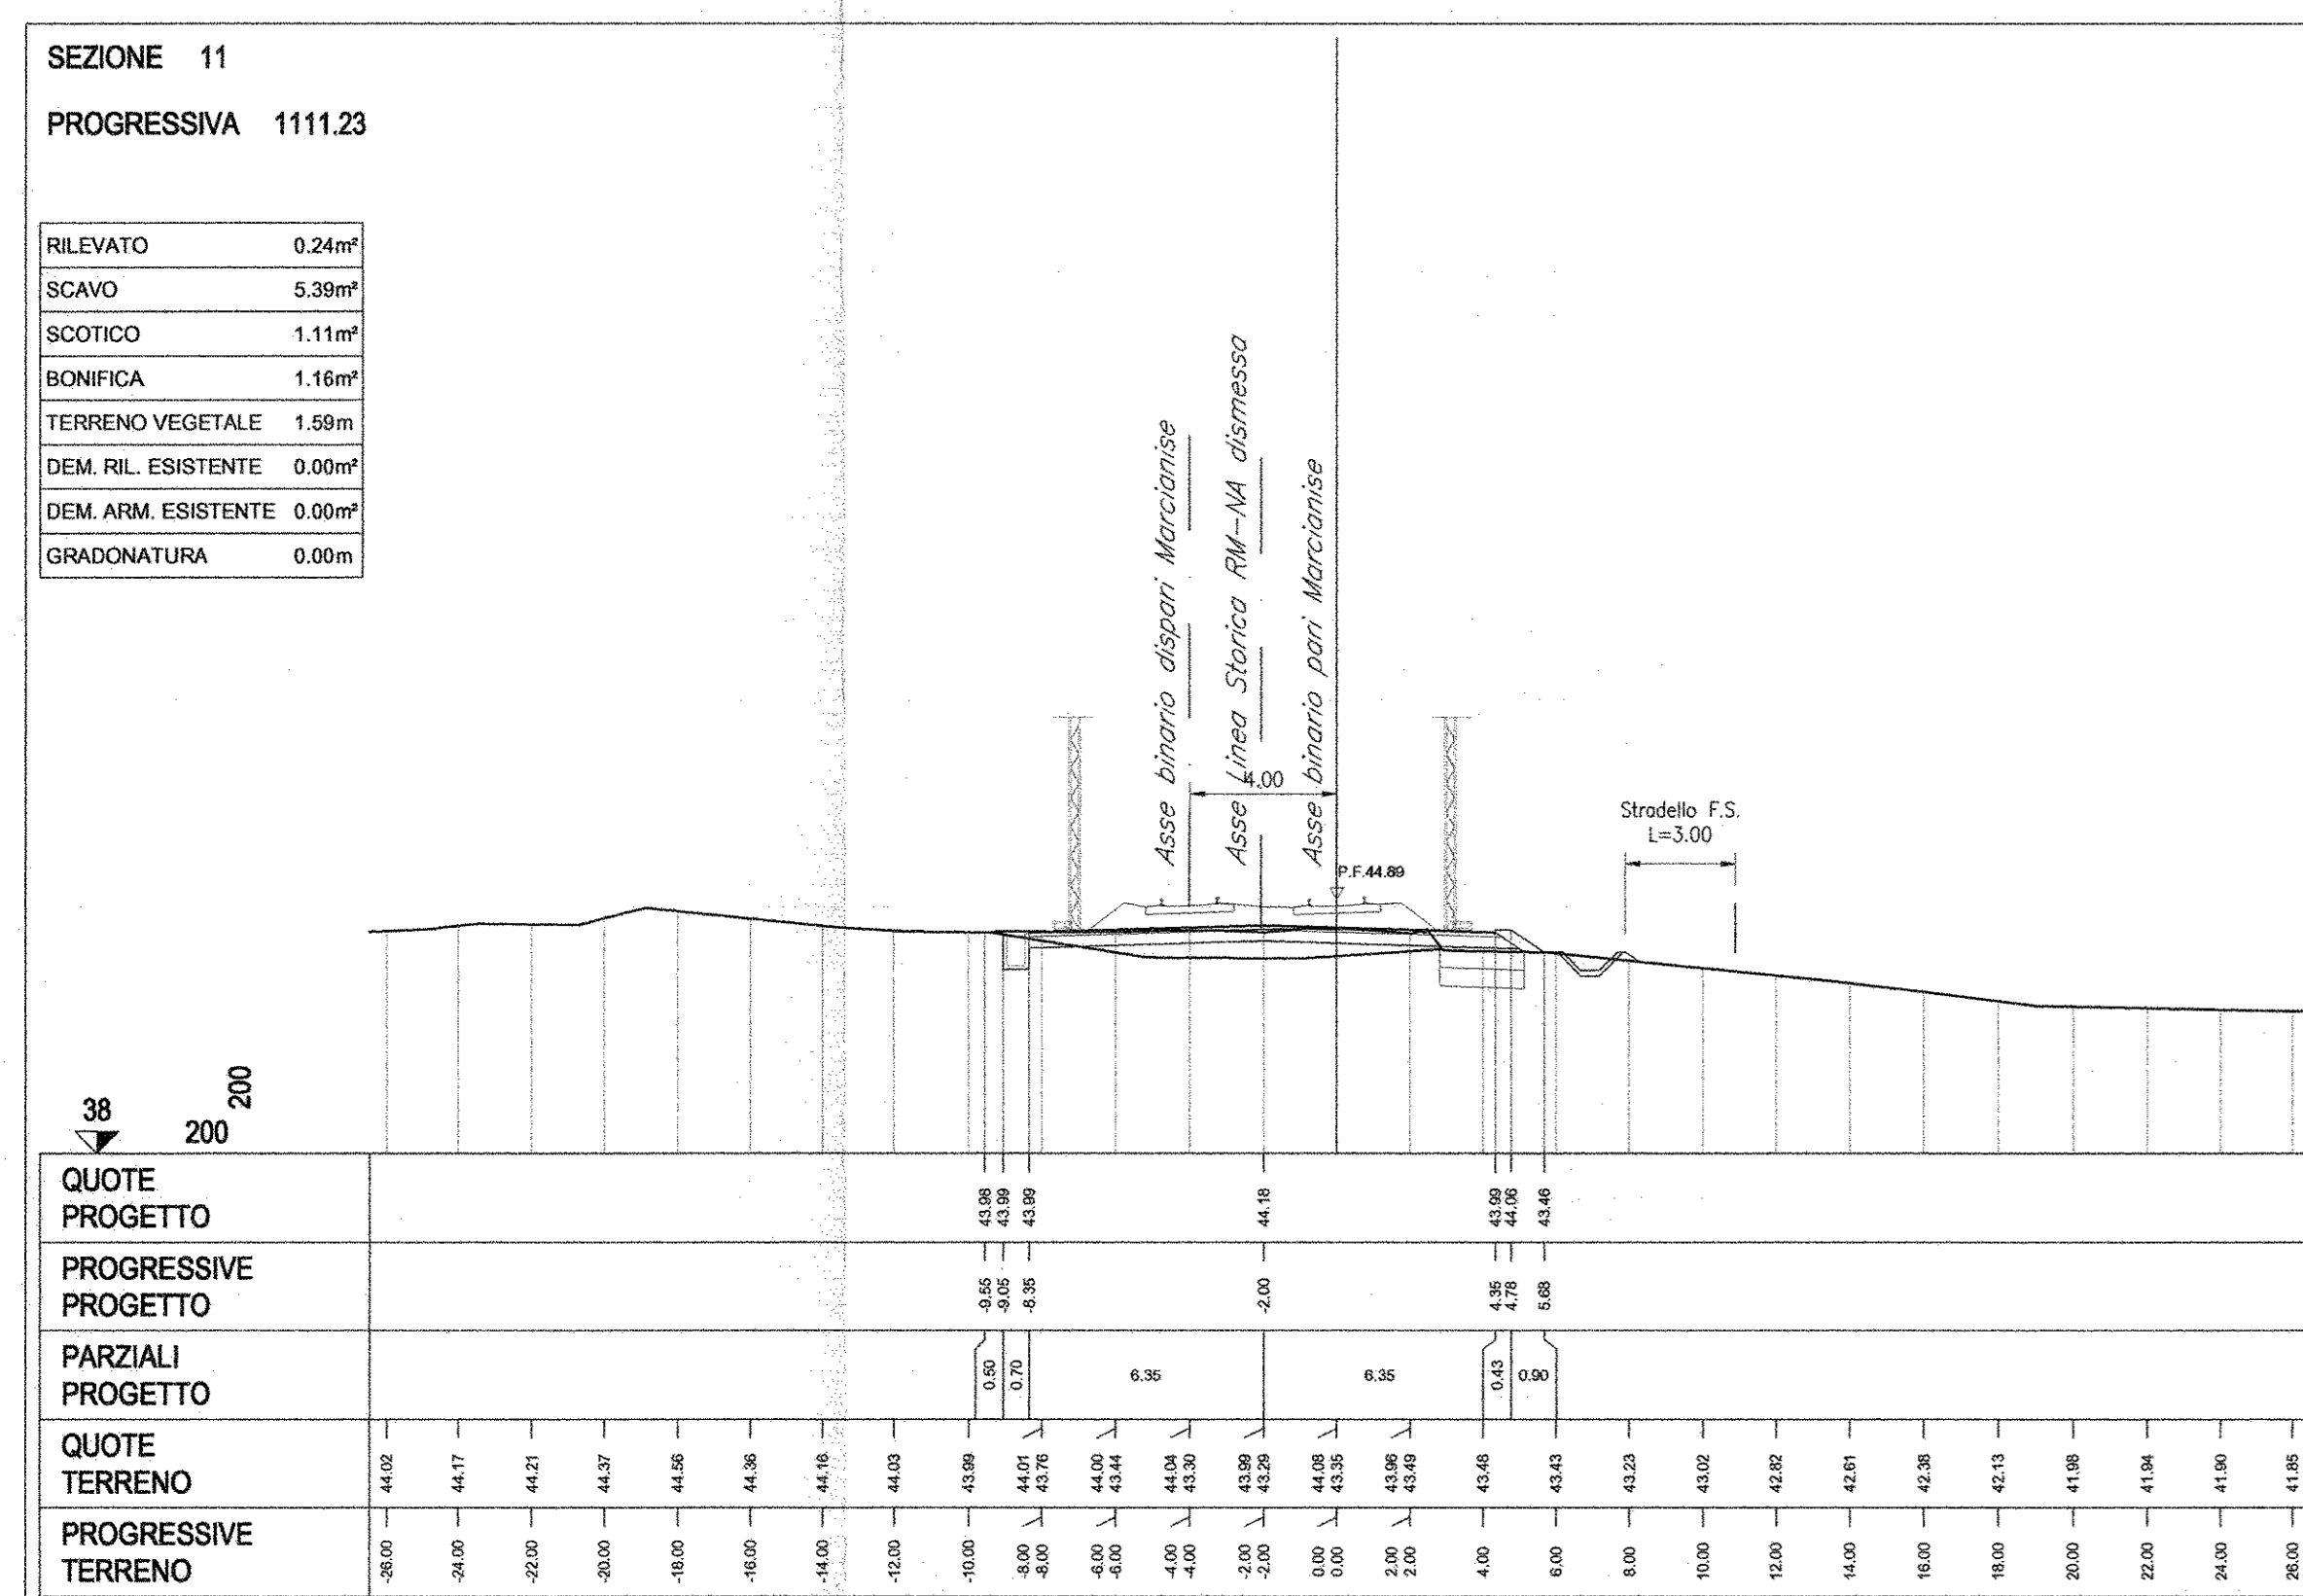 SEZIONE 11
PROGRESSIVA 1111.23
RILEVATO 0.24m²
SCAVO 5.39m²
SCOTICO 1.11m²
BONIFICA 1.16m²
TERRENO VEGETALE 1.59m
DEM. RIL. ESISTENTE 0.00m²
DEM. ARM. ESISTENTE 0.00m²
GRADONATURA 0.00m
Asse binario dispari Marcianise
Asse Linea Storica RM-NA dismessa
Asse binario pari Marcianise
4.00
P.F.44.89
Stradello F.S.
L=3.00
38
200
200
QUOTE
PROGETTO
43.98 43.99 43.99 44.18 43.99 44.06 43.46
PROGRESSIVE
PROGETTO
-9.55 -9.05 -8.35 -2.00 4.35 4.78 5.68
PARZIALI
PROGETTO
0.50 0.70 6.35 6.35 0.43 0.90
QUOTE
TERRENO
44.02 44.17 44.21 44.37 44.56 44.36 44.16 44.03 43.99 44.01 43.76 44.00 43.44 44.04 43.30 43.99 43.29 44.08 43.35 43.96 43.49 43.48 43.43 43.23 43.02 42.82 42.61 42.38 42.13 41.98 41.94 41.90 41.85
PROGRESSIVE
TERRENO
-26.00 -24.00 -22.00 -20.00 -18.00 -16.00 -14.00 -12.00 -10.00 -8.00 -8.00 -6.00 -6.00 -4.00 -4.00 -2.00 -2.00 0.00 0.00 2.00 2.00 4.00 6.00 8.00 10.00 12.00 14.00 16.00 18.00 20.00 22.00 24.00 26.00